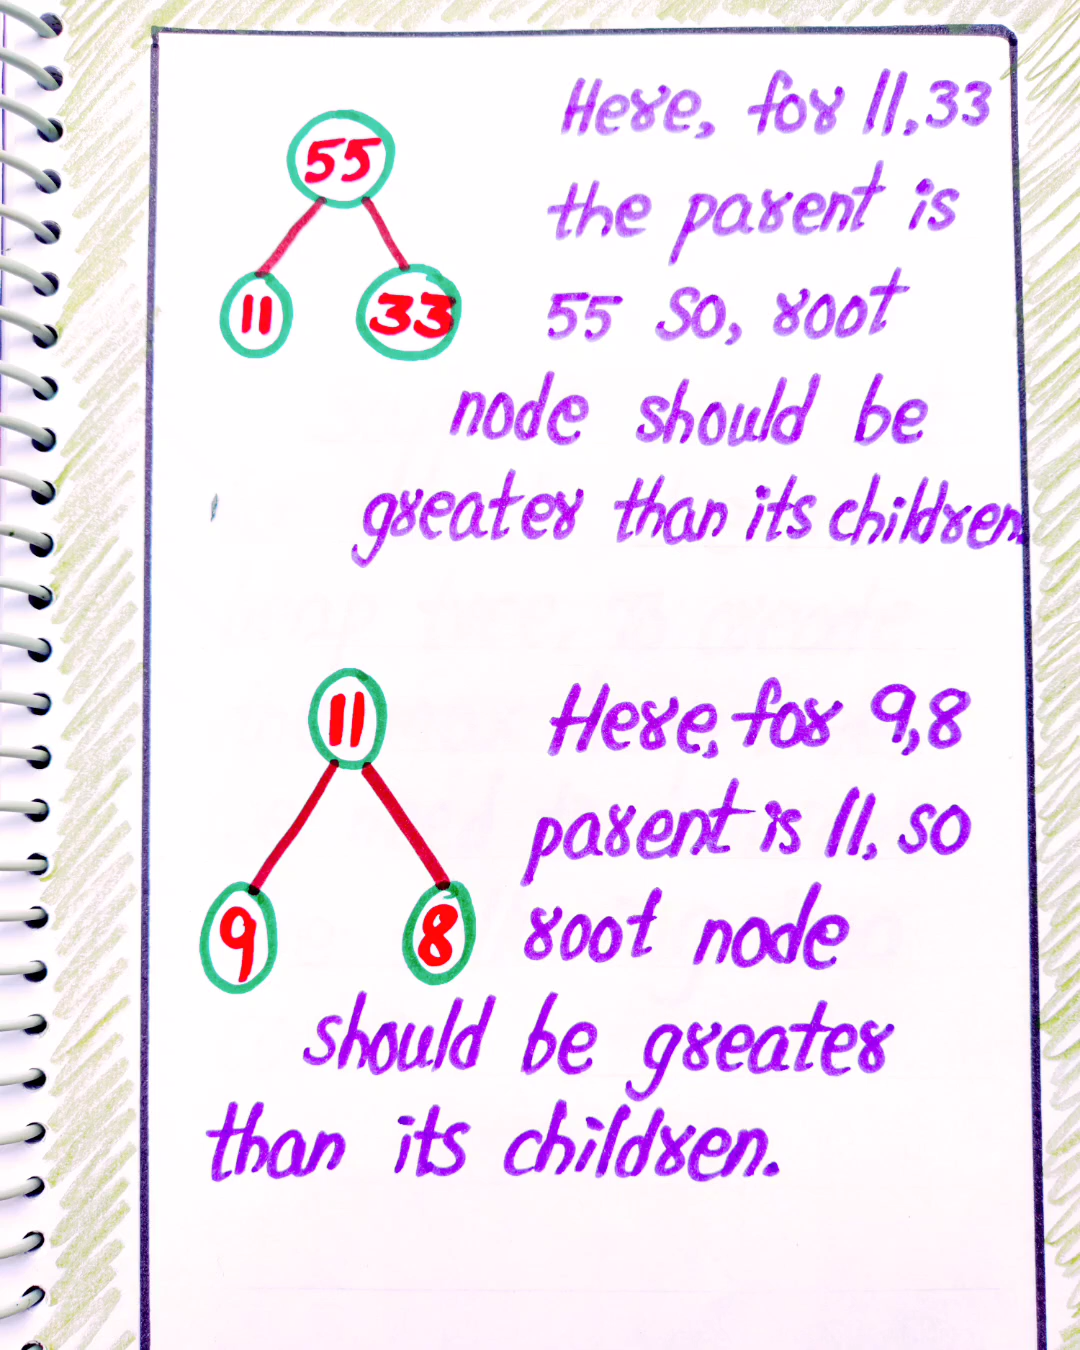 55
11 33
Here, for 11,33
the parent is
55 So, root
node should be
greater than its children.
11
9 8
Here, for 9,8
parent is 11, so
root node
should be greater
than its children.